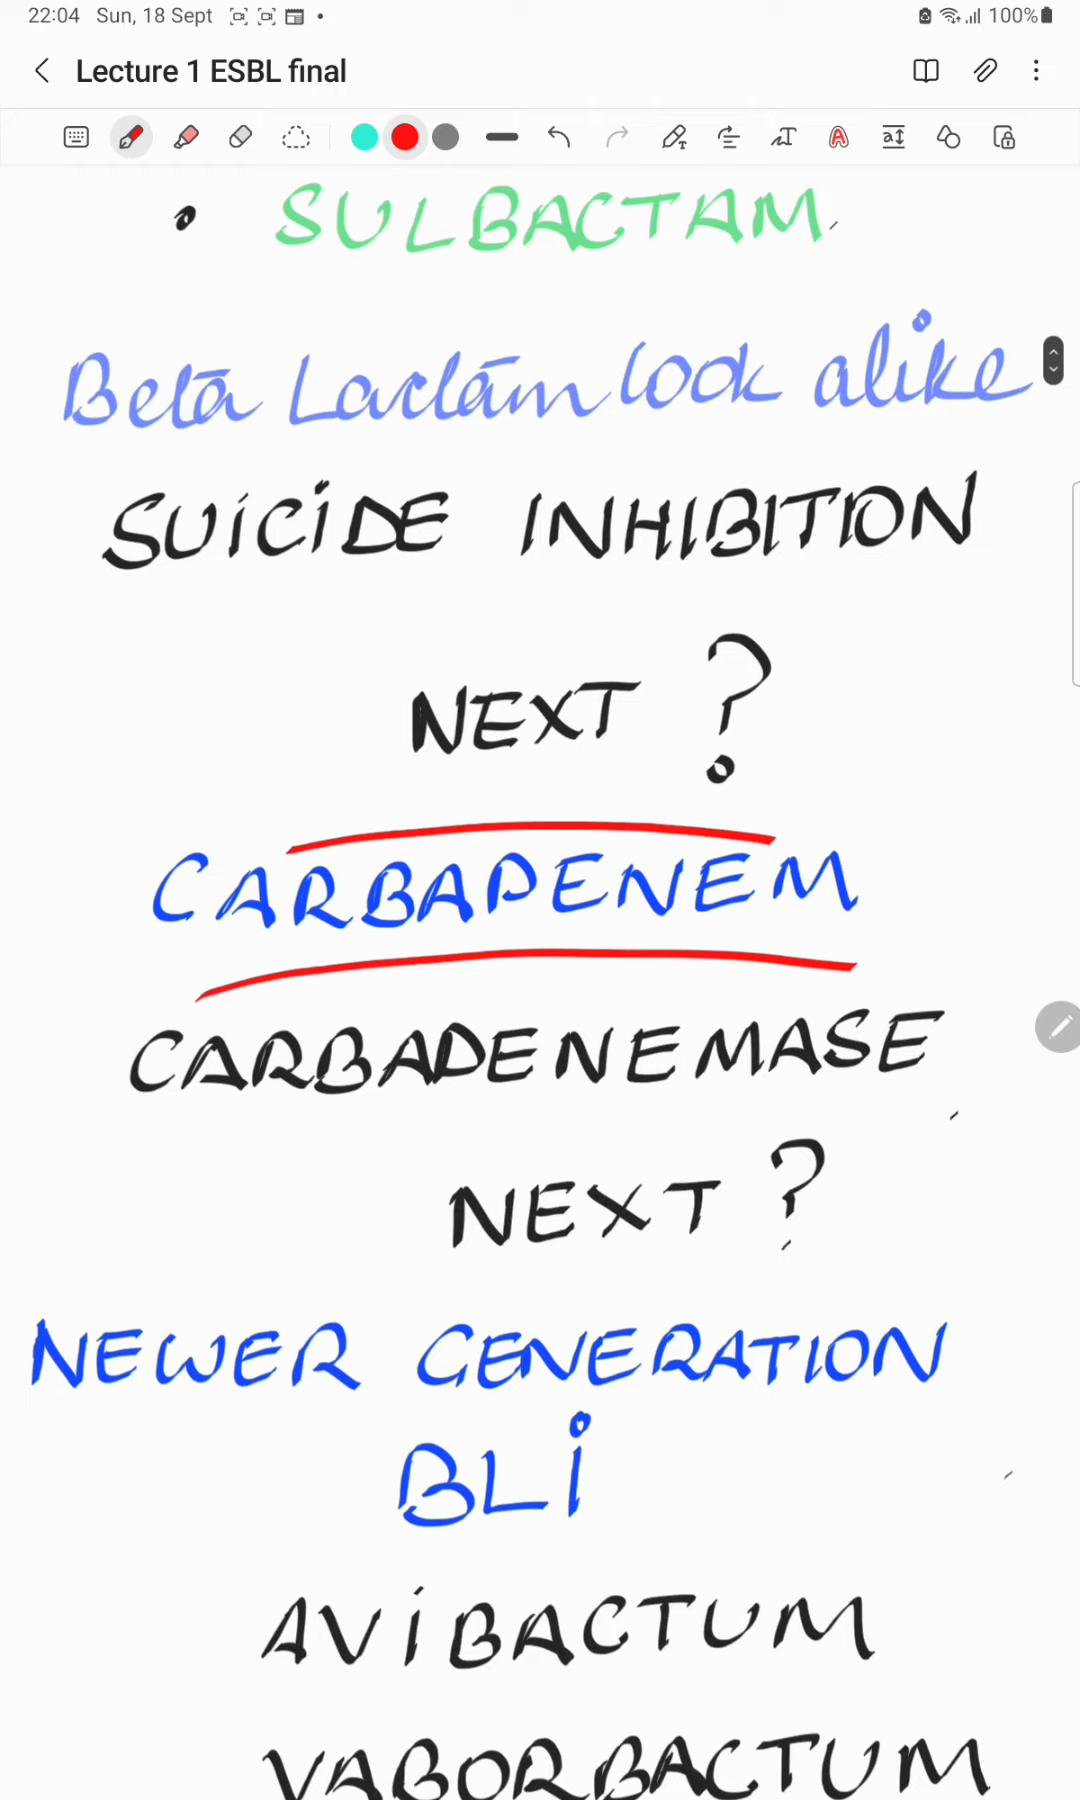 22:04 Sun, 18 Sept 100%
Lecture 1 ESBL final
• SULBACTAM
Beta Lactam look alike
SUICIDE INHIBITION
NEXT ?
CARBAPENEM
CARBAPENEMASE
NEXT ?
NEWER GENERATION
BLI
AVIBACTUM
VABORBACTUM